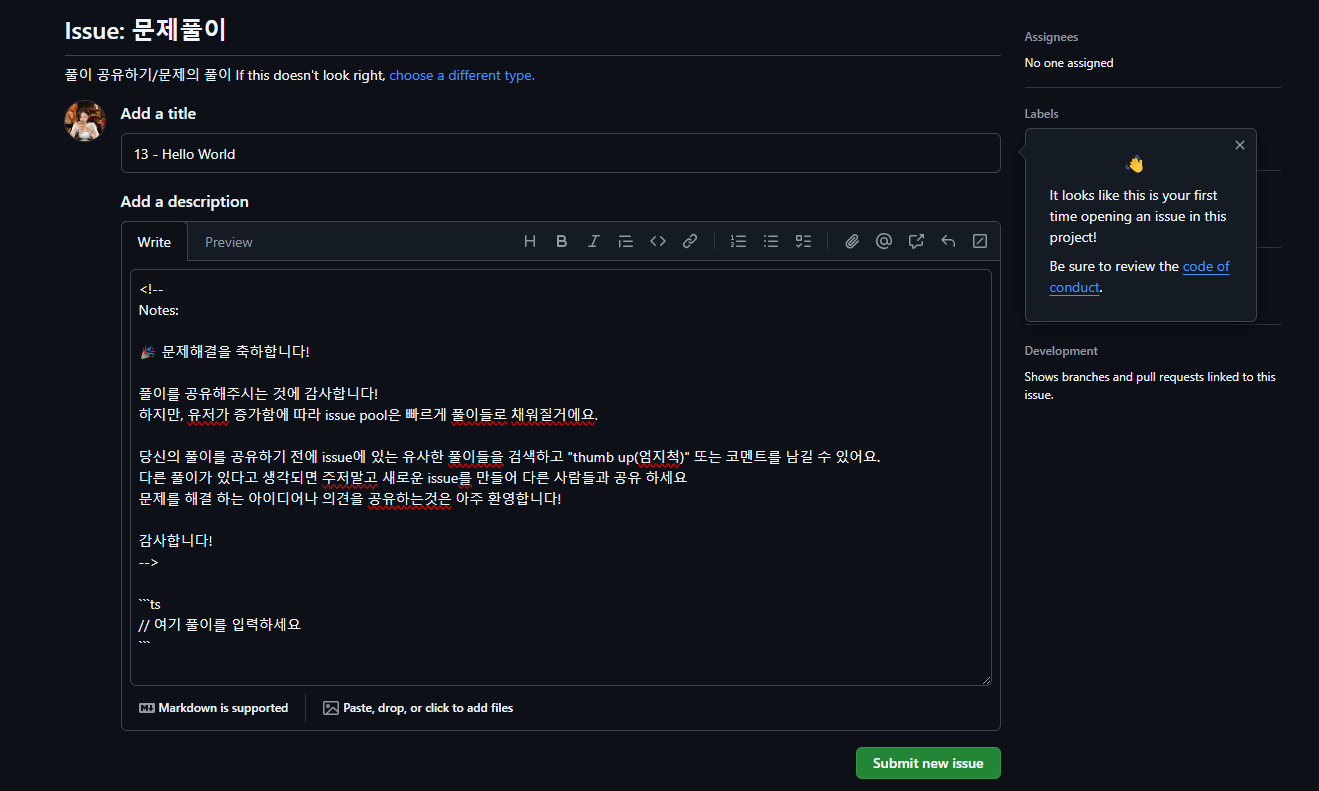 Issue: 문제풀이
풀이 공유하기/문제의 풀이 If this doesn't look right, choose a different type.
Add a title
13 - Hello World
Add a description
Write
Preview
<!--
Notes:
🎉 문제해결을 축하합니다!
풀이를 공유해주시는 것에 감사합니다!
하지만, 유저가 증가함에 따라 issue pool은 빠르게 풀이들로 채워질거에요.
당신의 풀이를 공유하기 전에 issue에 있는 유사한 풀이들을 검색하고 "thumb up(엄지척)" 또는 코멘트를 남길 수 있어요.
다른 풀이가 있다고 생각되면 주저말고 새로운 issue를 만들어 다른 사람들과 공유 하세요
문제를 해결 하는 아이디어나 의견을 공유하는것은 아주 환영합니다!
감사합니다!
-->
```ts
// 여기 풀이를 입력하세요
```
Markdown is supported
Paste, drop, or click to add files
Submit new issue
Assignees
No one assigned
Labels
👋
It looks like this is your first
time opening an issue in this
project!
Be sure to review the code of
conduct.
Development
Shows branches and pull requests linked to this
issue.